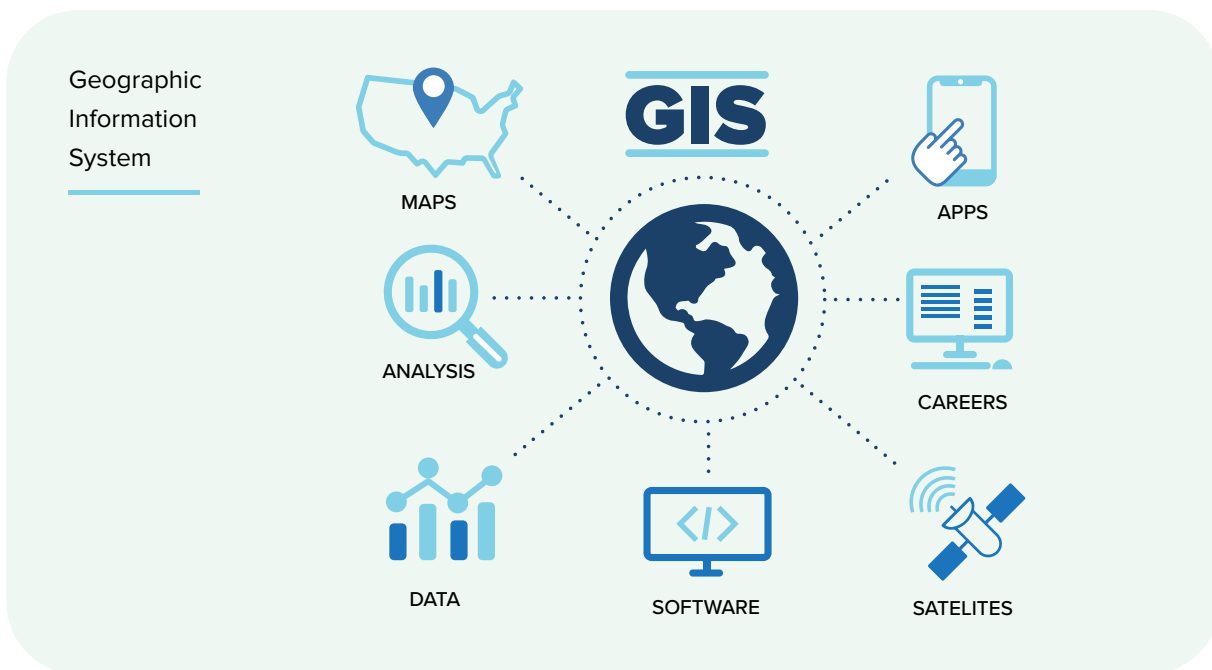 Geographic
Information
System
GIS
MAPS
APPS
ANALYSIS
CAREERS
</>
DATA
SOFTWARE
SATELITES